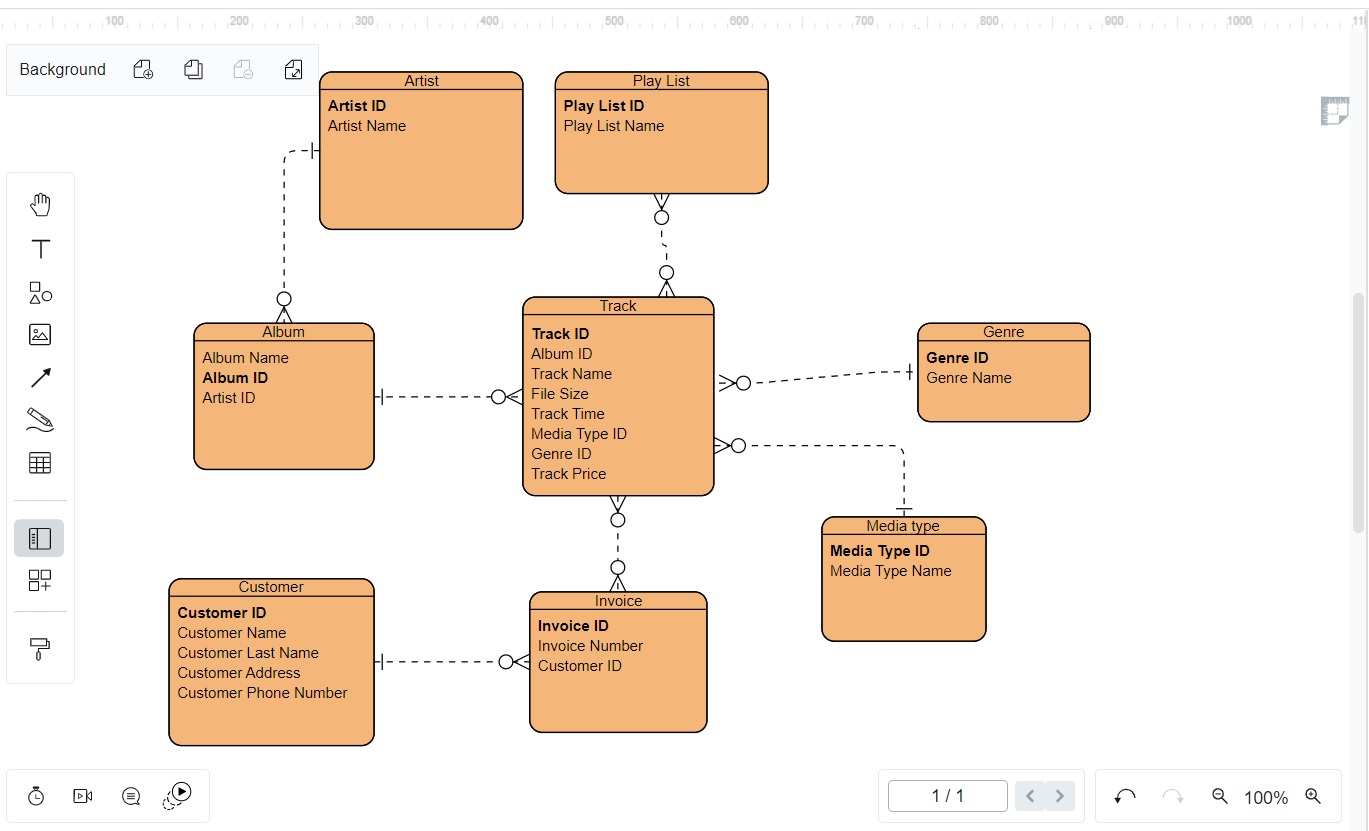 100 200 300 400 500 600 700 800 900 1000 11
Background
Artist
Artist ID
Artist Name
Play List
Play List ID
Play List Name
Album
Album Name
Album ID
Artist ID
Track
Track ID
Album ID
Track Name
File Size
Track Time
Media Type ID
Genre ID
Track Price
Genre
Genre ID
Genre Name
Media type
Media Type ID
Media Type Name
Customer
Customer ID
Customer Name
Customer Last Name
Customer Address
Customer Phone Number
Invoice
Invoice ID
Invoice Number
Customer ID
1 / 1
100%